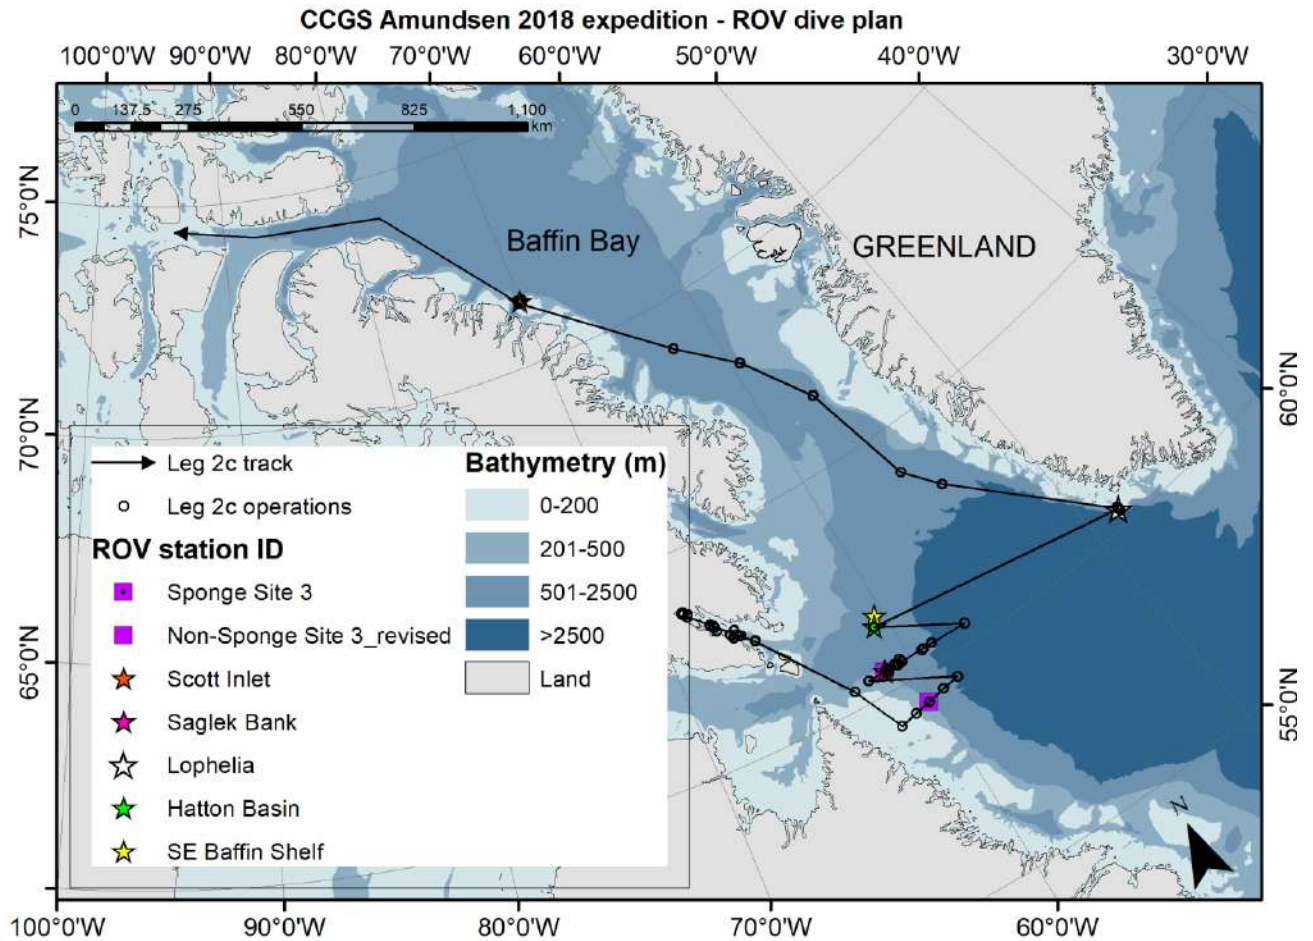 CCGS Amundsen 2018 expedition - ROV dive plan
100°0'W 90°0'W 80°0'W 70°0'W 60°0'W 50°0'W 40°0'W 30°0'W
0 137.5 275 550 825 1,100
km
75°0'N
Baffin Bay
GREENLAND
60°0'N
70°0'N
Leg 2c track
Leg 2c operations
ROV station ID
Sponge Site 3
Non-Sponge Site 3_revised
Scott Inlet
Saglek Bank
Lophelia
Hatton Basin
SE Baffin Shelf
Bathymetry (m)
0-200
201-500
501-2500
>2500
Land
65°0'N
55°0'N
N
100°0'W 90°0'W 80°0'W 70°0'W 60°0'W